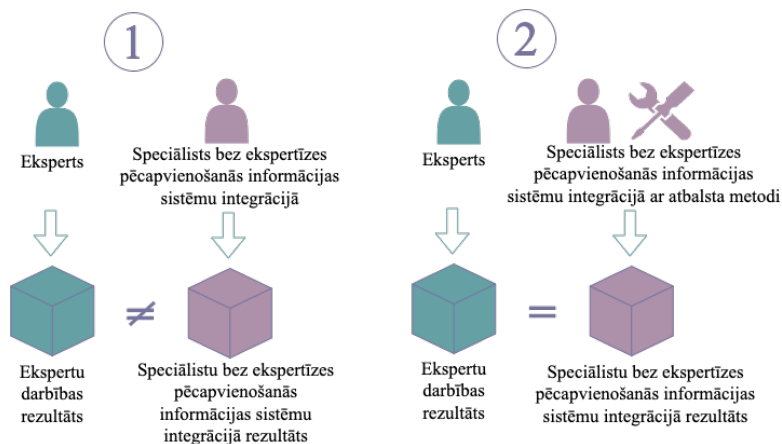 1
Eksperts
Speciālists bez ekspertīzes
pēcapvienošanās informācijas
sistēmu integrācijā
≠
Ekspertu
darbības
rezultāts
Speciālistu bez ekspertīzes
pēcapvienošanās
informācijas sistēmu
integrācijā rezultāts
2
Eksperts
Speciālists bez ekspertīzes
pēcapvienošanās informācijas
sistēmu integrācijā ar atbalsta metodi
=
Ekspertu
darbības
rezultāts
Speciālistu bez ekspertīzes
pēcapvienošanās informācijas
sistēmu integrācijā rezultāts